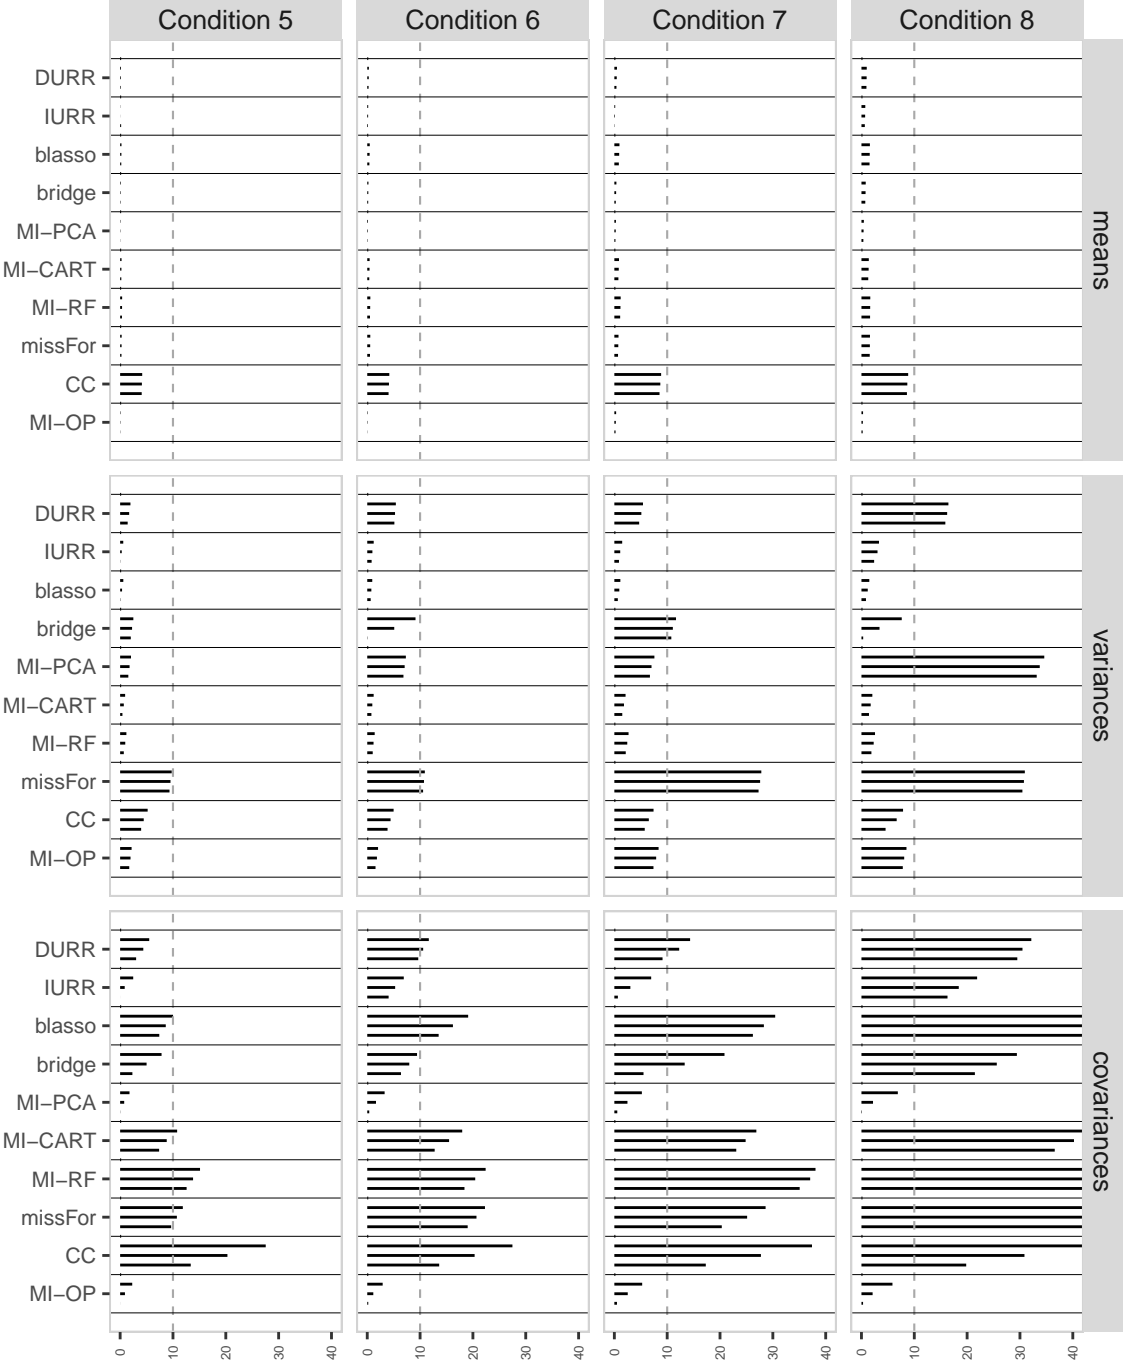 Condition 5 Condition 6 Condition 7 Condition 8
DURR
IURR
blasso
bridge
MI−PCA
MI−CART
MI−RF
missFor
CC
MI−OP
means
DURR
IURR
blasso
bridge
MI−PCA
MI−CART
MI−RF
missFor
CC
MI−OP
variances
DURR
IURR
blasso
bridge
MI−PCA
MI−CART
MI−RF
missFor
CC
MI−OP
covariances
0 10 20 30 40 0 10 20 30 40 0 10 20 30 40 0 10 20 30 40